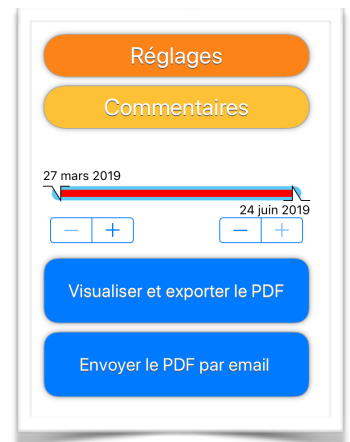 Réglages
Commentaires
27 mars 2019
24 juin 2019
− +
− +
Visualiser et exporter le PDF
Envoyer le PDF par email